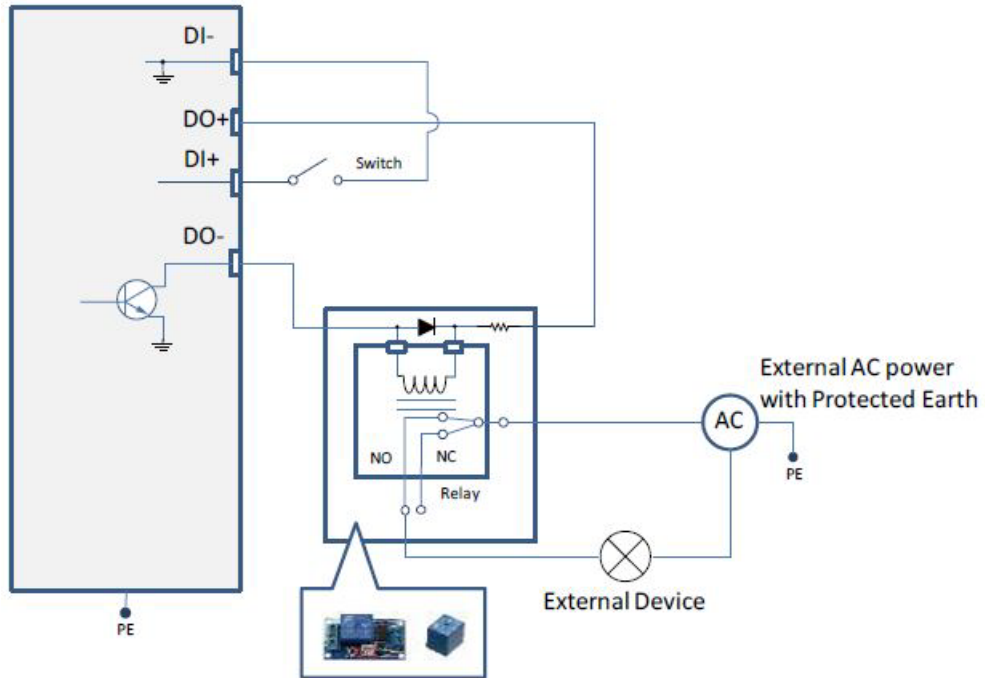 DI-
DO+
DI+
Switch
DO-
External AC power
with Protected Earth
AC
NO
NC
PE
Relay
External Device
PE